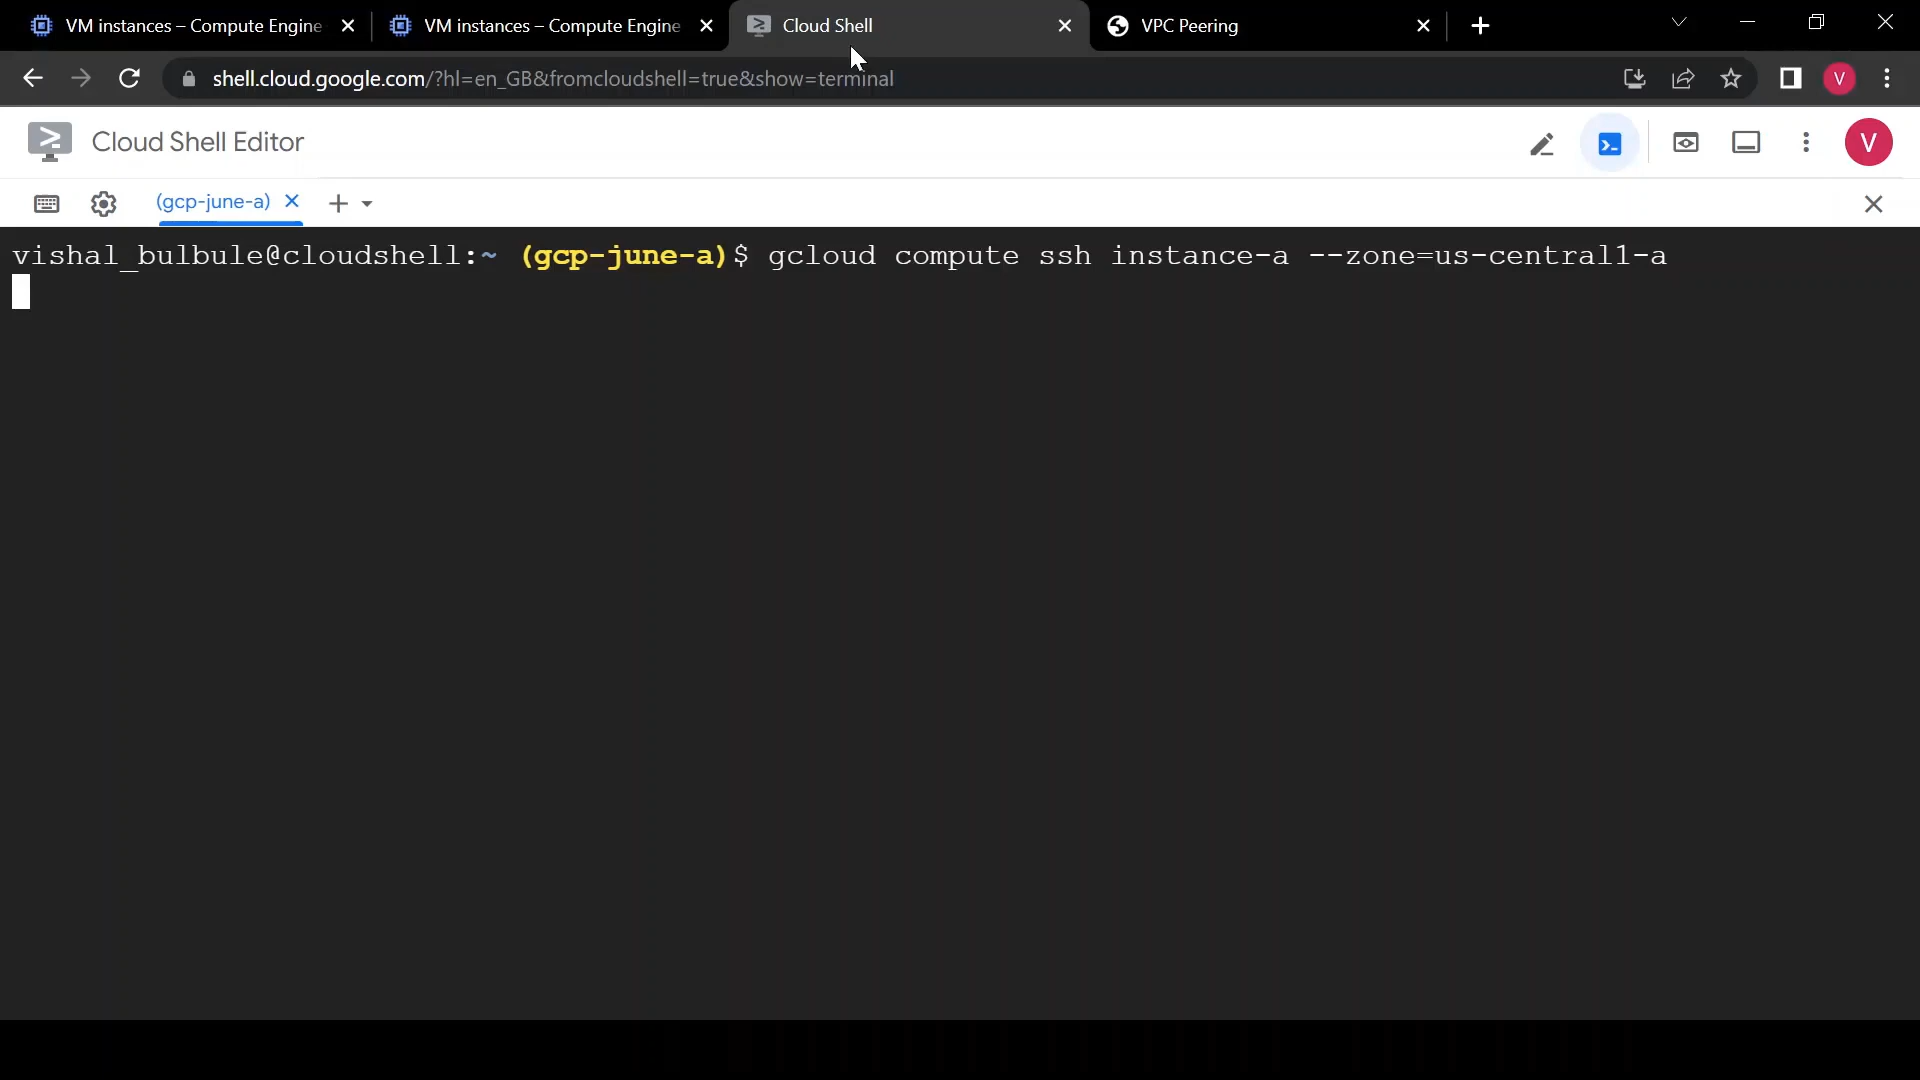 VM instances – Compute Engine
VM instances – Compute Engine
Cloud Shell
VPC Peering
shell.cloud.google.com/?hl=en_GB&fromcloudshell=true&show=terminal
V
Cloud Shell Editor
V
(gcp-june-a)
vishal_bulbule@cloudshell:~ (gcp-june-a)$ gcloud compute ssh instance-a --zone=us-central1-a